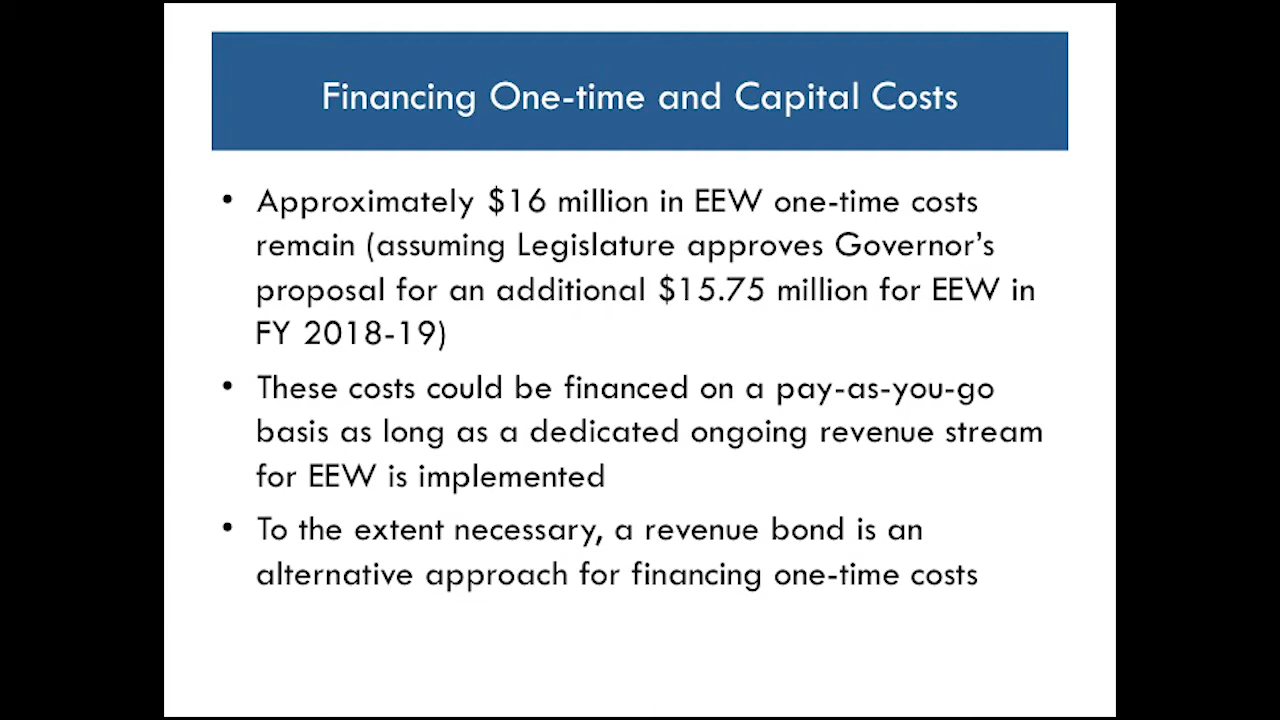 Financing One-time and Capital Costs
• Approximately $16 million in EEW one-time costs
remain (assuming Legislature approves Governor's
proposal for an additional $15.75 million for EEW in
FY 2018-19)
• These costs could be financed on a pay-as-you-go
basis as long as a dedicated ongoing revenue stream
for EEW is implemented
• To the extent necessary, a revenue bond is an
alternative approach for financing one-time costs